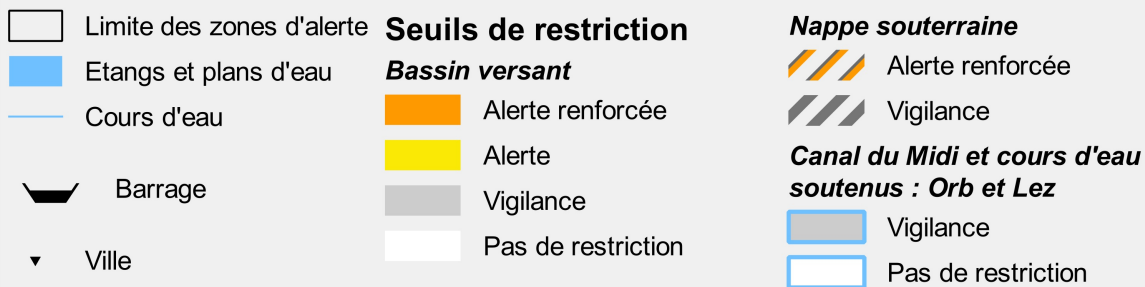 Limite des zones d'alerte
Etangs et plans d'eau
Cours d'eau
Barrage
Ville
Seuils de restriction
Bassin versant
Alerte renforcée
Alerte
Vigilance
Pas de restriction
Nappe souterraine
Alerte renforcée
Vigilance
Canal du Midi et cours d'eau
soutenus : Orb et Lez
Vigilance
Pas de restriction